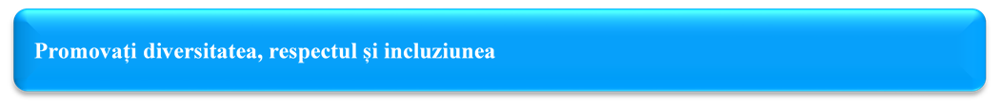 Promovați diversitatea, respectul și incluziunea